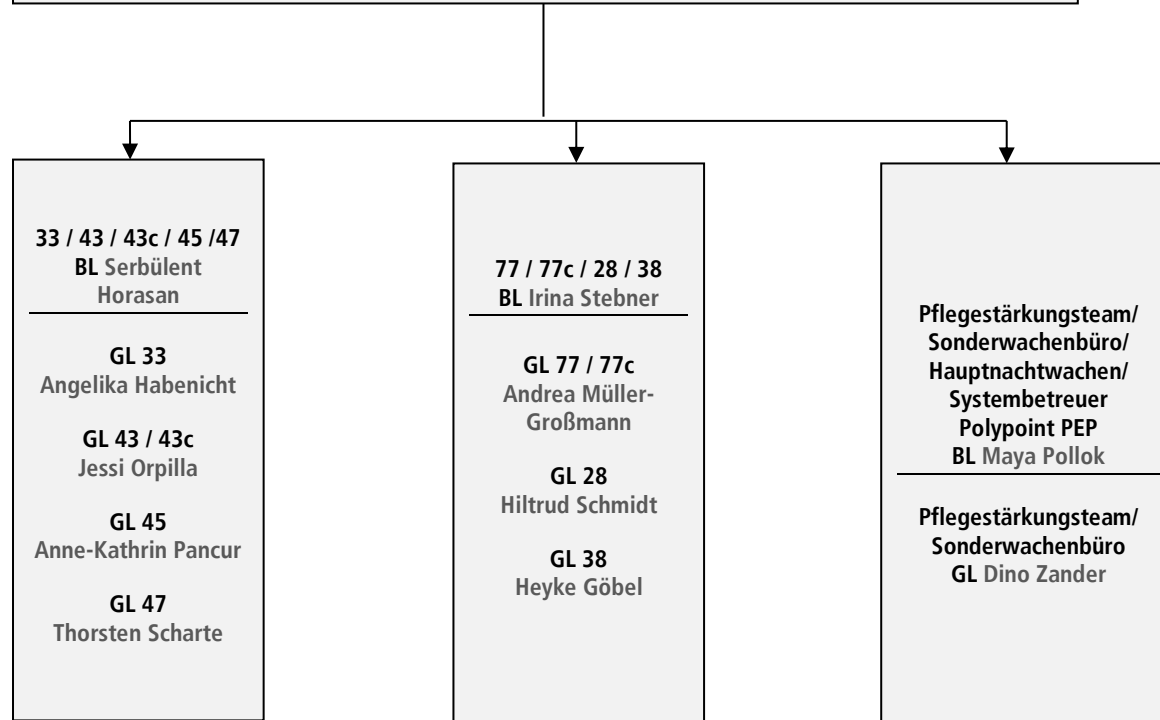 33 / 43 / 43c / 45 /47
BL Serbülent
Horasan
GL 33
Angelika Habenicht
GL 43 / 43c
Jessi Orpilla
GL 45
Anne-Kathrin Pancur
GL 47
Thorsten Scharte
77 / 77c / 28 / 38
BL Irina Stebner
GL 77 / 77c
Andrea Müller-
Großmann
GL 28
Hiltrud Schmidt
GL 38
Heyke Göbel
Pflegestärkungsteam/
Sonderwachenbüro/
Hauptnachtwachen/
Systembetreuer
Polypoint PEP
BL Maya Pollok
Pflegestärkungsteam/
Sonderwachenbüro
GL Dino Zander